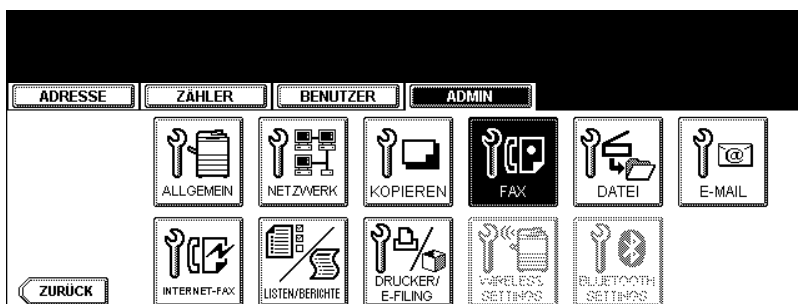 ADRESSE ZÄHLER BENUTZER ADMIN
ALLGEMEIN NETZWERK KOPIEREN FAX DATEI E-MAIL
ZURÜCK INTERNET-FAX LISTEN/BERICHTE DRUCKER/ WIRELESS BLUETOOTH
E-FILING SETTINGS SETTINGS